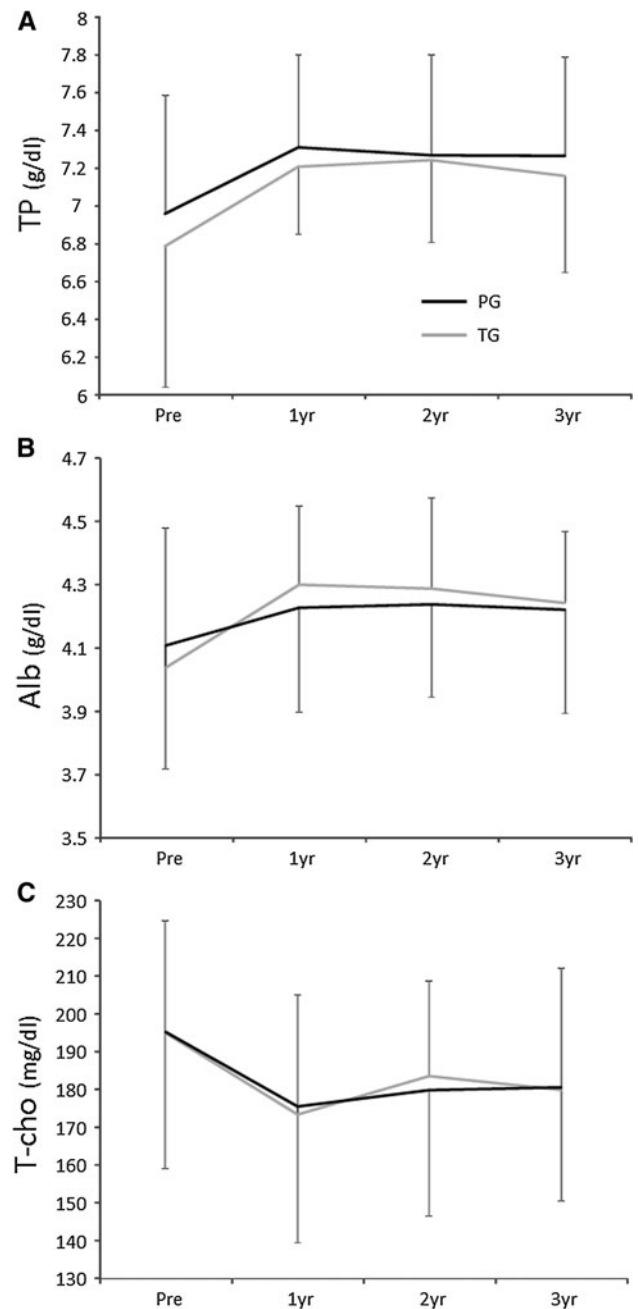 A
TP (g/dl)
8
7.8
7.6
7.4
7.2
7
6.8
6.6
6.4
6.2
6
PG
TG
Pre 1yr 2yr 3yr
B
Alb (g/dl)
4.7
4.5
4.3
4.1
3.9
3.7
3.5
Pre 1yr 2yr 3yr
C
T-cho (mg/dl)
230
220
210
200
190
180
170
160
150
140
130
Pre 1yr 2yr 3yr